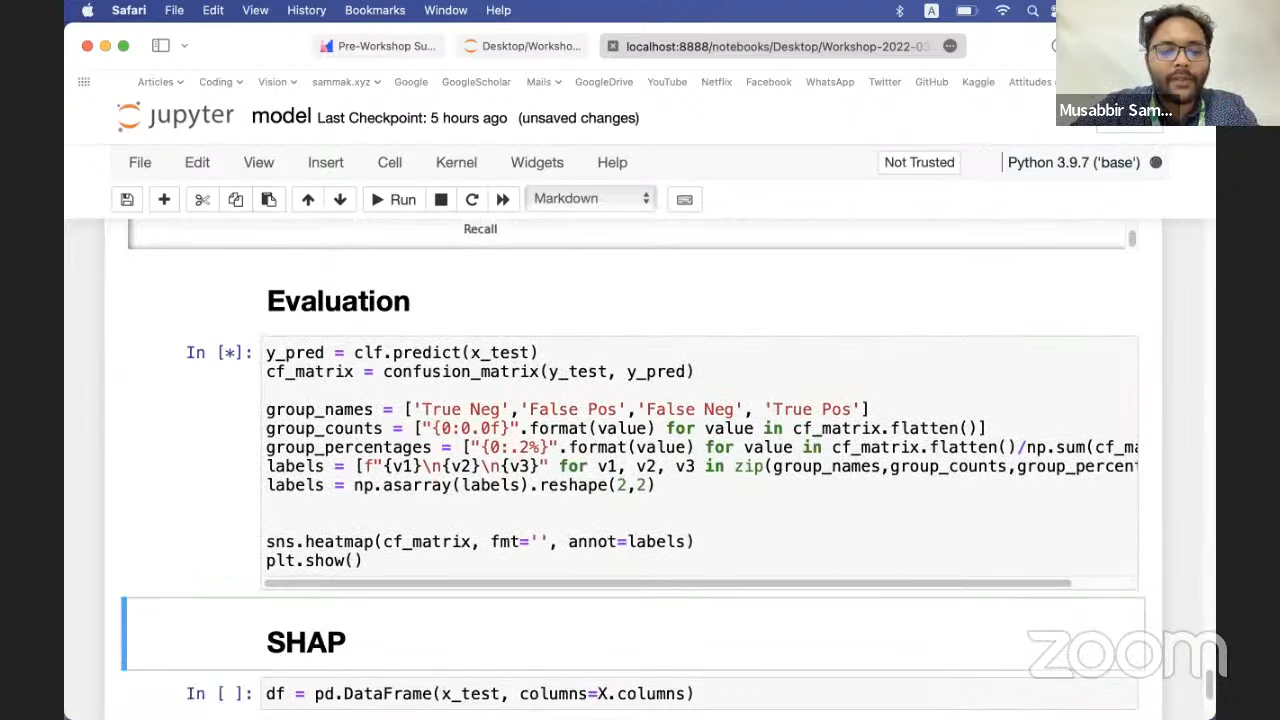 Safari File Edit View History Bookmarks Window Help A
Pre-Workshop Su... Desktop/Worksho... localhost:8888/notebooks/Desktop/Workshop-2022-03
Articles Coding Vision sammak.xyz Google GoogleScholar Mails GoogleDrive YouTube Netflix Facebook WhatsApp Twitter GitHub Kaggle Attitudes
Musabbir Sam...
jupyter model Last Checkpoint: 5 hours ago (unsaved changes)
File Edit View Insert Cell Kernel Widgets Help Not Trusted Python 3.9.7 ('base')
Run Markdown
Recall
Evaluation
In [*]: y_pred = clf.predict(x_test)
cf_matrix = confusion_matrix(y_test, y_pred)
group_names = ['True Neg','False Pos','False Neg', 'True Pos']
group_counts = ["{0:0.0f}".format(value) for value in cf_matrix.flatten()]
group_percentages = ["{0:.2%}".format(value) for value in cf_matrix.flatten()/np.sum(cf_ma
labels = [f"{v1}\n{v2}\n{v3}" for v1, v2, v3 in zip(group_names,group_counts,group_percent
labels = np.asarray(labels).reshape(2,2)
sns.heatmap(cf_matrix, fmt='', annot=labels)
plt.show()
SHAP
zoom
In [ ]: df = pd.DataFrame(x_test, columns=X.columns)